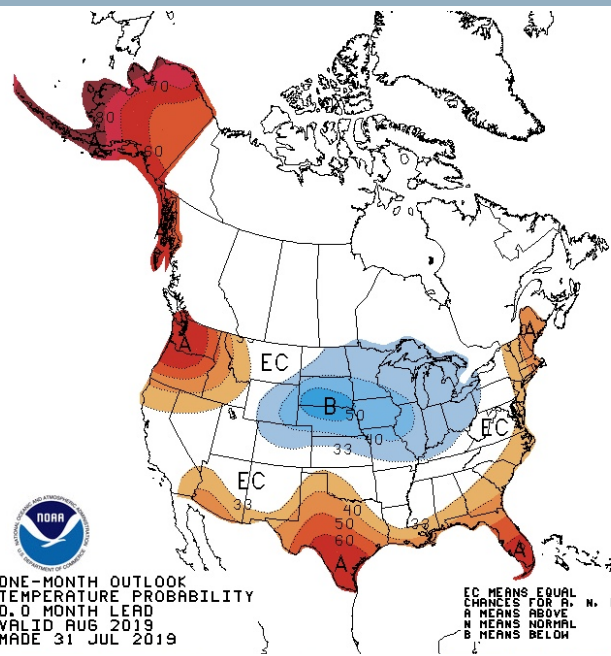 70
80
60
A
A
EC
A
B
50
EC
40
33
EC
33
40
50
60
33
A
A
NATIONAL OCEANIC AND ATMOSPHERIC ADMINISTRATION
NOAA
U.S. DEPARTMENT OF COMMERCE
ONE-MONTH OUTLOOK
TEMPERATURE PROBABILITY
0.0 MONTH LEAD
VALID AUG 2019
MADE 31 JUL 2019
EC MEANS EQUAL
CHANCES FOR A, N,
A MEANS ABOVE
N MEANS NORMAL
B MEANS BELOW